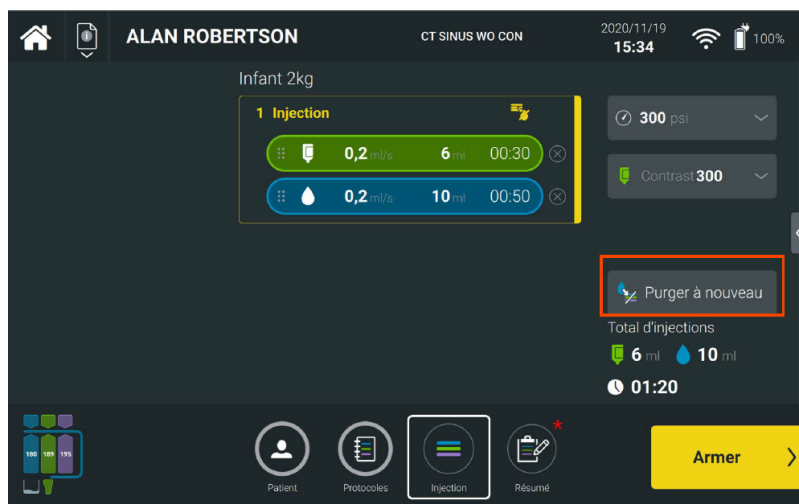 ALAN ROBERTSON
CT SINUS WO CON
2020/11/19
15:34
100%
Infant 2kg
1 Injection
300 psi
0,2 ml/s 6 ml 00:30
Contrast 300
0,2 ml/s 10 ml 00:50
Purger à nouveau
Total d'injections
6 ml 10 ml
01:20
180 189 195
Patient
Protocoles
Injection
Résumé
*
Armer